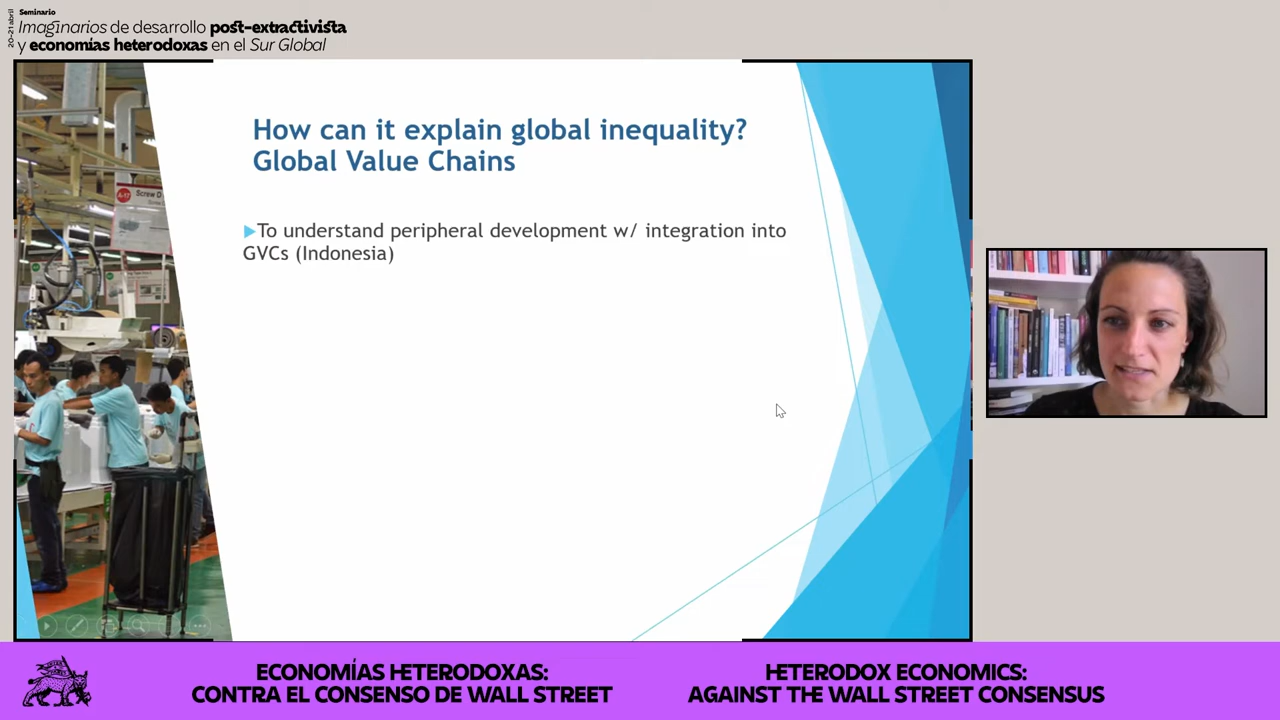 20-21 abril
Seminario
Imaginarios de desarrollo post-extractivista
y economías heterodoxas en el Sur Global
How can it explain global inequality?
Global Value Chains
To understand peripheral development w/ integration into
GVCs (Indonesia)
Screw D
ECONOMÍAS HETERODOXAS:
CONTRA EL CONSENSO DE WALL STREET
HETERODOX ECONOMICS:
AGAINST THE WALL STREET CONSENSUS